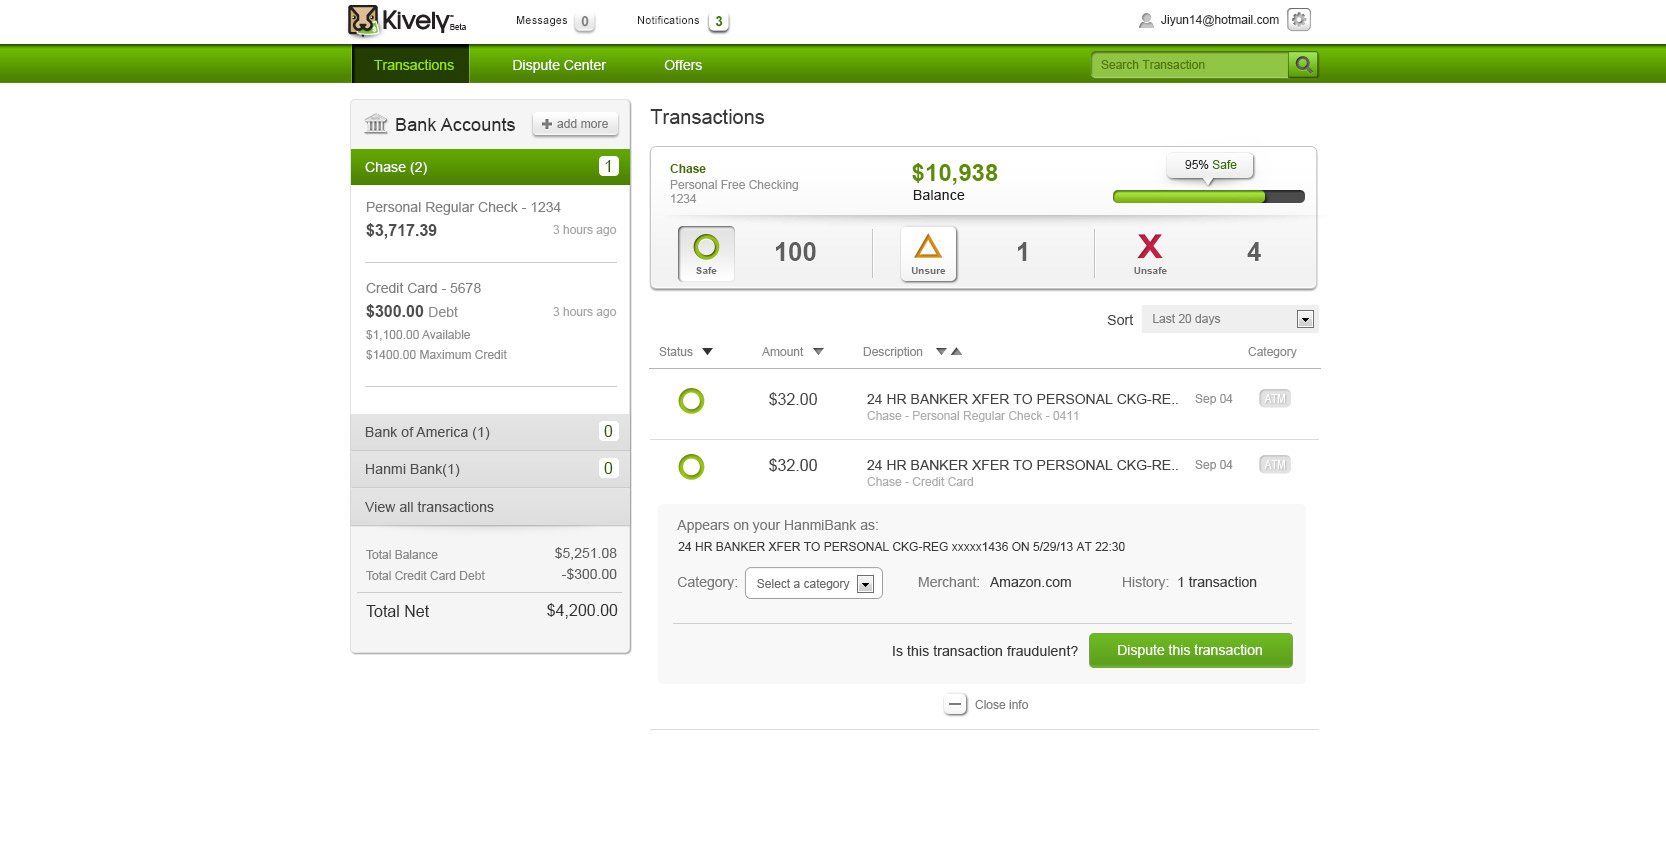 Kively Beta
Messages 0
Notifications 3
Jiyun14@hotmail.com
Transactions
Dispute Center
Offers
Search Transaction
Bank Accounts
add more
Chase (2) 1
Personal Regular Check - 1234
$3,717.39 3 hours ago
Credit Card - 5678
$300.00 Debt 3 hours ago
$1,100.00 Available
$1400.00 Maximum Credit
Bank of America (1) 0
Hanmi Bank(1) 0
View all transactions
Total Balance $5,251.08
Total Credit Card Debt -$300.00
Total Net $4,200.00
Transactions
Chase
Personal Free Checking
1234
$10,938
Balance
95% Safe
Safe 100
Unsure 1
X
Unsafe 4
Sort Last 20 days
Status Amount Description Category
$32.00 24 HR BANKER XFER TO PERSONAL CKG-RE.. Sep 04 ATM
Chase - Personal Regular Check - 0411
$32.00 24 HR BANKER XFER TO PERSONAL CKG-RE.. Sep 04 ATM
Chase - Credit Card
Appears on your HanmiBank as:
24 HR BANKER XFER TO PERSONAL CKG-REG xxxxx1436 ON 5/29/13 AT 22:30
Category: Select a category Merchant: Amazon.com History: 1 transaction
Is this transaction fraudulent? Dispute this transaction
Close info